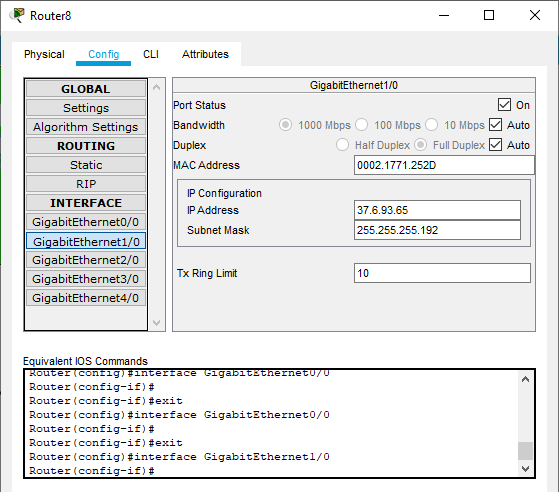 Router8
Physical Config CLI Attributes
GLOBAL
Settings
Algorithm Settings
ROUTING
Static
RIP
INTERFACE
GigabitEthernet0/0
GigabitEthernet1/0
GigabitEthernet2/0
GigabitEthernet3/0
GigabitEthernet4/0
GigabitEthernet1/0
Port Status On
Bandwidth 1000 Mbps 100 Mbps 10 Mbps Auto
Duplex Half Duplex Full Duplex Auto
MAC Address 0002.1771.252D
IP Configuration
IP Address 37.6.93.65
Subnet Mask 255.255.255.192
Tx Ring Limit 10
Equivalent IOS Commands
Router(config)#interface GigabitEthernet0/0
Router(config-if)#
Router(config-if)#exit
Router(config)#interface GigabitEthernet0/0
Router(config-if)#
Router(config-if)#exit
Router(config)#interface GigabitEthernet1/0
Router(config-if)#